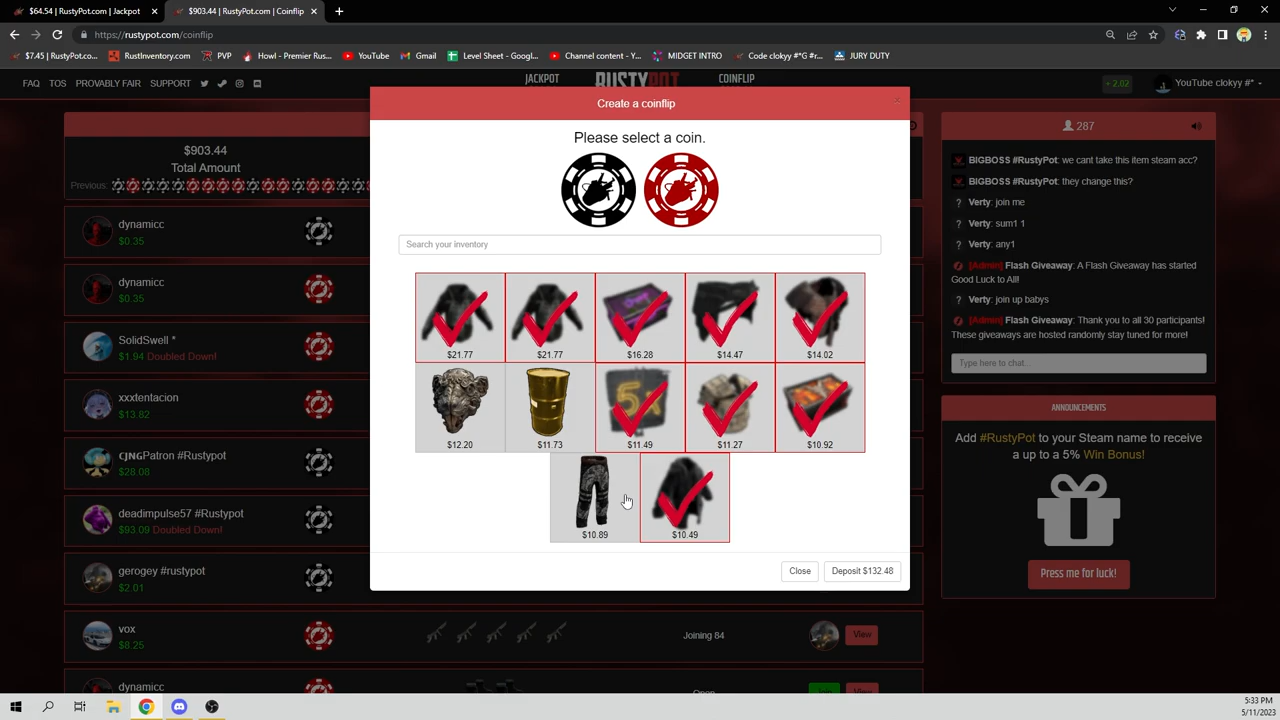 $64.54 | RustyPot.com | Jackpot
$903.44 | RustyPot.com | Coinflip
https://rustypot.com/coinflip
$7.45 | RustyPot.Com...
RustInventory.com
PVP
Howl - Premier Rus...
YouTube
Gmail
Level Sheet - Googl...
Channel content - Y...
MIDGET INTRO
Code clokyy #*G #r...
JURY DUTY
FAQ
TOS
PROVABLY FAIR
SUPPORT
JACKPOT
RUSTYPOT
COINFLIP
+ 2.02
YouTube clokyy #*
$903.44
Total Amount
Previous:
dynamicc
$0.35
dynamicc
$0.35
SolidSwell *
$1.94 Doubled Down!
xxxtentacion
$13.82
CJNGPatron #Rustypot
$28.08
deadimpulse57 #Rustypot
$93.09 Doubled Down!
gerogey #rustypot
$2.01
vox
$8.25
Joining 84
View
dynamicc
Open
Join
View
Create a coinflip
×
Please select a coin.
Search your inventory
$21.77
$21.77
$16.28
$14.47
$14.02
$12.20
$11.73
$11.49
$11.27
$10.92
$10.89
$10.49
Close
Deposit $132.48
287
BIGBOSS #RustyPot: we cant take this item steam acc?
BIGBOSS #RustyPot: they change this?
Verty: join me
Verty: sum1 1
Verty: any1
[Admin] Flash Giveaway: A Flash Giveaway has started
Good Luck to All!
Verty: join up babys
[Admin] Flash Giveaway: Thank you to all 30 participants!
These giveaways are hosted randomly stay tuned for more!
Type here to chat...
ANNOUNCEMENTS
Add #RustyPot to your Steam name to receive
a up to a 5% Win Bonus!
Press me for luck!
5:33 PM
5/11/2023